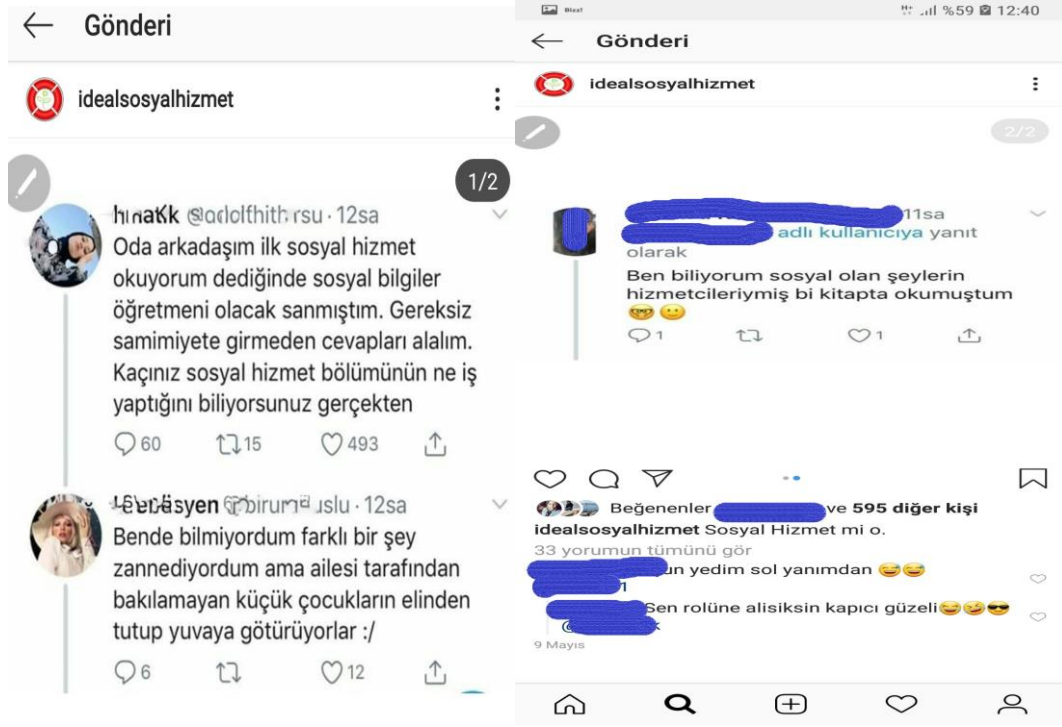 Gönderi
idealsosyalhizmet
1/2
12sa
Oda arkadaşım ilk sosyal hizmet
okuyorum dediğinde sosyal bilgiler
öğretmeni olacak sanmıştım. Gereksiz
samimiyete girmeden cevapları alalım.
Kaçınız sosyal hizmet bölümünün ne iş
yaptığını biliyorsunuz gerçekten
60 15 493
12sa
Bende bilmiyordum farklı bir şey
zannediyordum ama ailesi tarafından
bakılamayan küçük çocukların elinden
tutup yuvaya götürüyorlar :/
6 12
%59 12:40
Gönderi
idealsosyalhizmet
2/2
11sa
adlı kullanıcıya yanıt
olarak
Ben biliyorum sosyal olan şeylerin
hizmetcileriymiş bi kitapta okumuştum
🤓🙂
1 1
Beğenenler ve 595 diğer kişi
idealsosyalhizmet Sosyal Hizmet mi o.
33 yorumun tümünü gör
yedim sol yanımdan 😅😅
Sen rolüne alisiksin kapıcı güzeli😂🤣😎
9 Mayıs